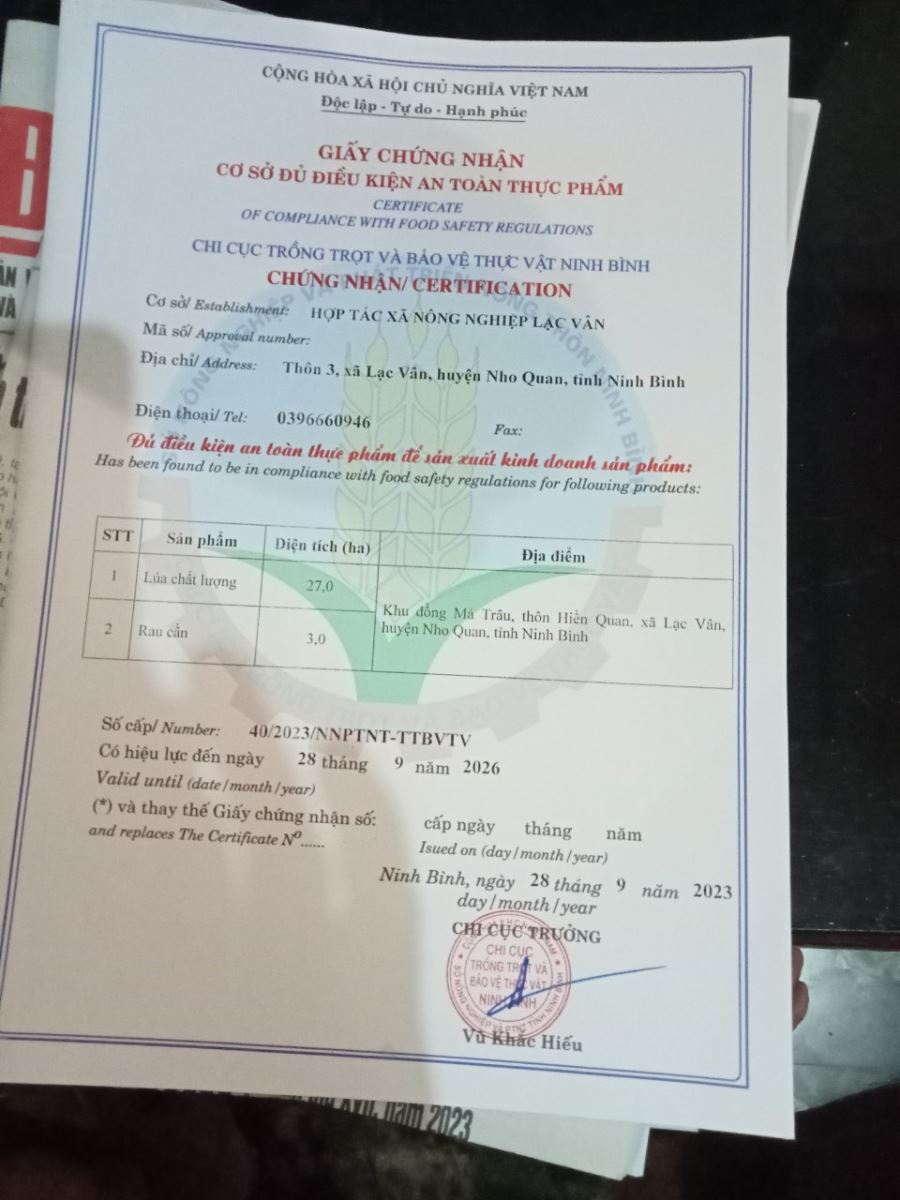 CỘNG HÒA XÃ HỘI CHỦ NGHĨA VIỆT NAM
Độc lập - Tự do - Hạnh phúc
GIẤY CHỨNG NHẬN
CƠ SỞ ĐỦ ĐIỀU KIỆN AN TOÀN THỰC PHẨM
CERTIFICATE
OF COMPLIANCE WITH FOOD SAFETY REGULATIONS
CHI CỤC TRỒNG TRỌT VÀ BẢO VỆ THỰC VẬT NINH BÌNH
CHỨNG NHẬN/ CERTIFICATION
Cơ sở/ Establishment: HỢP TÁC XÃ NÔNG NGHIỆP LẠC VÂN
Mã số/ Approval number:
Địa chỉ/ Address: Thôn 3, xã Lạc Vân, huyện Nho Quan, tỉnh Ninh Bình
Điện thoại/ Tel: 0396660946 Fax:
Đủ điều kiện an toàn thực phẩm để sản xuất kinh doanh sản phẩm:
Has been found to be in compliance with food safety regulations for following products:
STT Sản phẩm Diện tích (ha) Địa điểm
1 Lúa chất lượng 27,0
Khu đồng Mả Trâu, thôn Hiền Quan, xã Lạc Vân,
huyện Nho Quan, tỉnh Ninh Bình
2 Rau cần 3,0
Số cấp/ Number: 40/2023/NNPTNT-TTBVTV
Có hiệu lực đến ngày 28 tháng 9 năm 2026
Valid until (date/month/year)
(*) và thay thế Giấy chứng nhận số: cấp ngày tháng năm
and replaces The Certificate Nº...... Isued on (day/month/year)
Ninh Bình, ngày 28 tháng 9 năm 2023
day/month/year
CHI CỤC TRƯỞNG
CHI CỤC
TRỒNG TRỌT VÀ
BẢO VỆ THỰC VẬT
NINH BÌNH
SỞ NÔNG NGHIỆP VÀ PTNT TỈNH NINH BÌNH
Vũ Khắc Hiếu
năm 2023